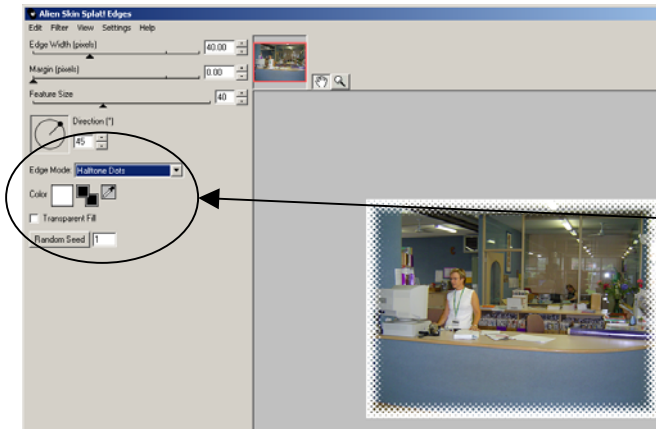 Alien Skin Splat! Edges
Edit Filter View Settings Help
Edge Width (pixels) 40.00
Margin (pixels) 0.00
Feature Size 40
Direction (°)
45
Edge Mode: Halftone Dots
Color
Transparent Fill
Random Seed 1